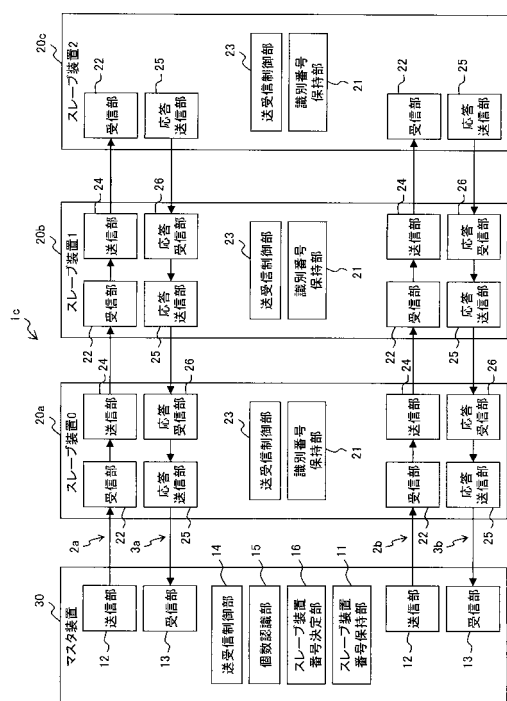 1c
30
マスタ装置
送信部
12
受信部
13
送受信制御部
14
個数認識部
15
スレーブ装置
番号決定部
16
スレーブ装置
番号保持部
11
送信部
12
受信部
13
2a
3a
2b
3b
20a
スレーブ装置0
受信部
22
送信部
24
応答
送信部
25
応答
受信部
26
送受信制御部
23
識別番号
保持部
21
受信部
22
送信部
24
応答
送信部
25
応答
受信部
26
20b
スレーブ装置1
受信部
22
送信部
24
応答
送信部
25
応答
受信部
26
送受信制御部
23
識別番号
保持部
21
受信部
22
送信部
24
応答
送信部
25
応答
受信部
26
20c
スレーブ装置2
受信部
22
応答
送信部
25
送受信制御部
23
識別番号
保持部
21
受信部
22
応答
送信部
25